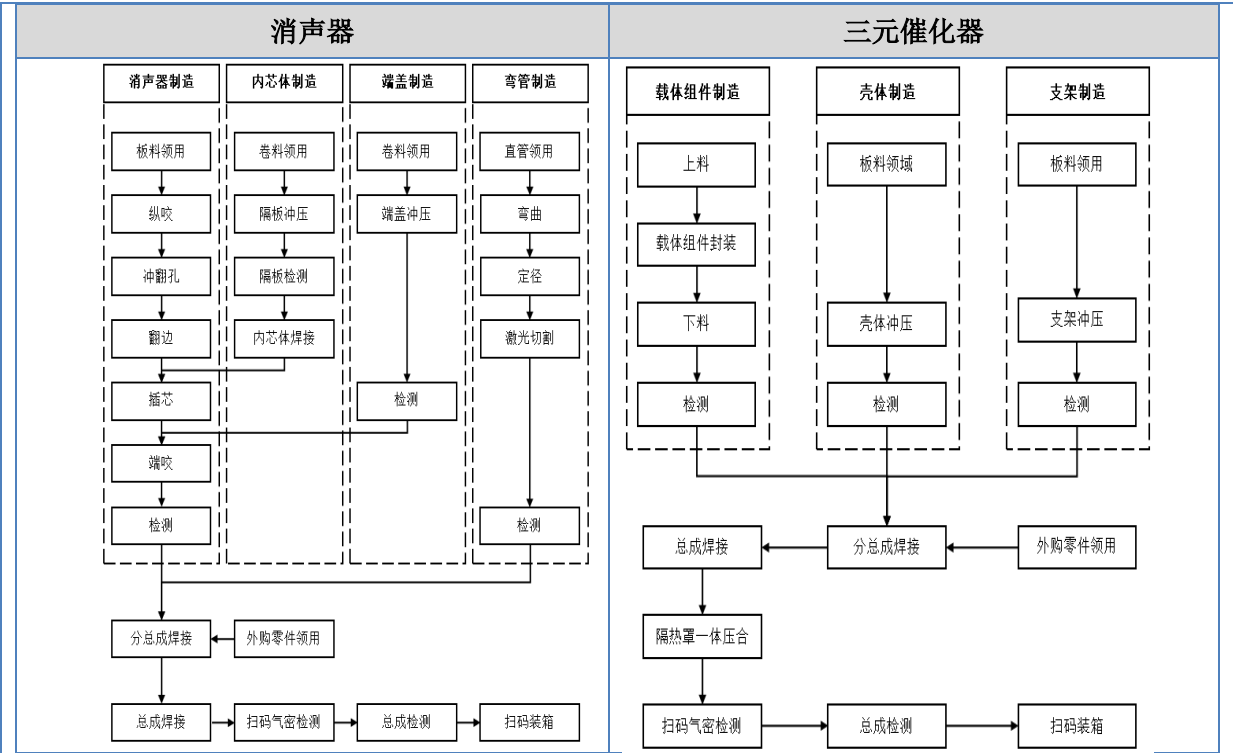 消声器
消声器制造
板料领用
纵咬
冲翻孔
翻边
插芯
端咬
检测
内芯体制造
卷料领用
隔板冲压
隔板检测
内芯体焊接
端盖制造
卷料领用
端盖冲压
检测
弯管制造
直管领用
弯曲
定径
激光切割
检测
分总成焊接
外购零件领用
总成焊接
扫码气密检测
总成检测
扫码装箱
三元催化器
载体组件制造
上料
载体组件封装
下料
检测
壳体制造
板料领域
壳体冲压
检测
支架制造
板料领用
支架冲压
检测
总成焊接
分总成焊接
外购零件领用
隔热罩一体压合
扫码气密检测
总成检测
扫码装箱